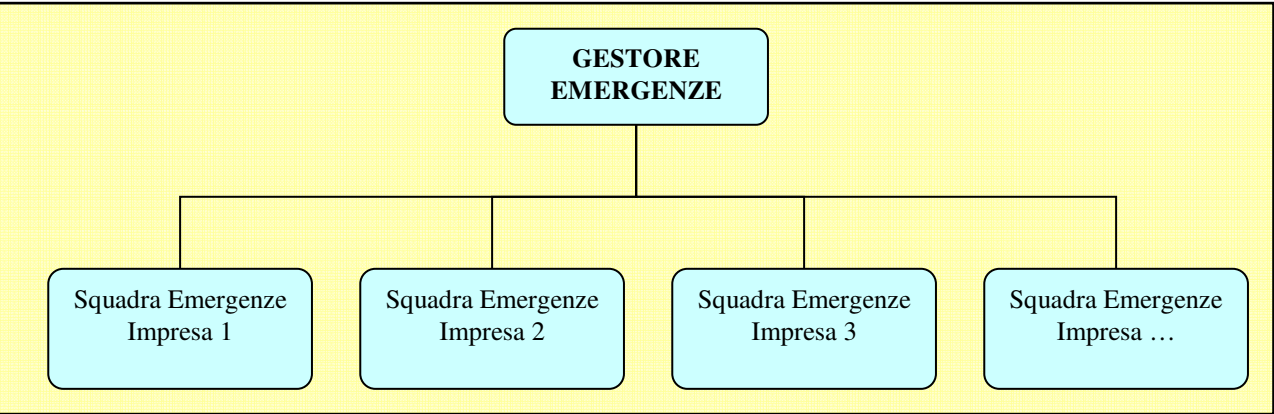 GESTORE
EMERGENZE
Squadra Emergenze
Impresa 1
Squadra Emergenze
Impresa 2
Squadra Emergenze
Impresa 3
Squadra Emergenze
Impresa …